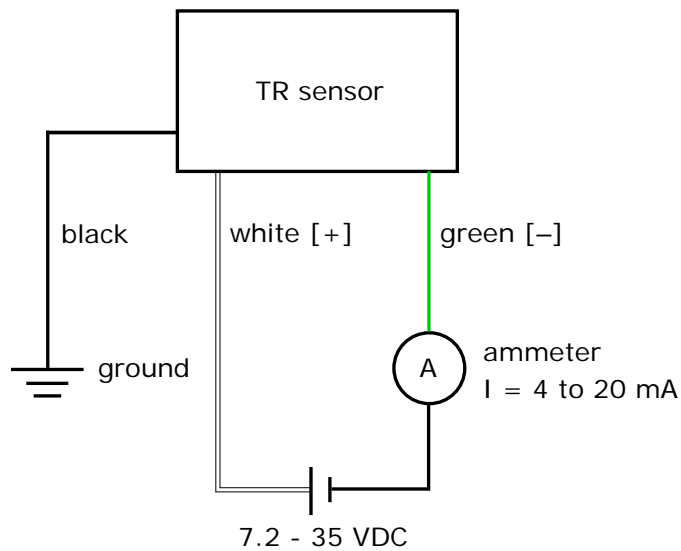 TR sensor
black
white [+]
green [–]
ground
A
ammeter
I = 4 to 20 mA
7.2 - 35 VDC